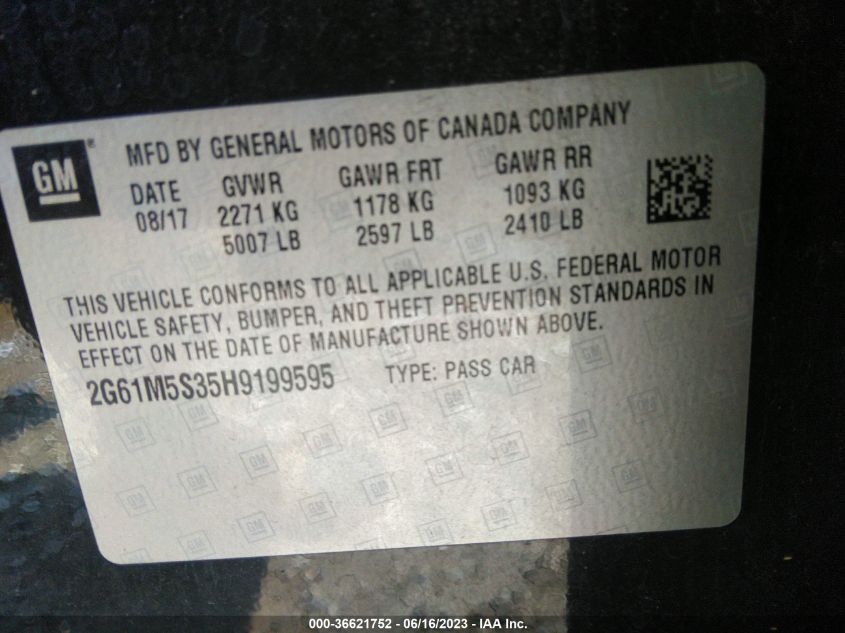 GM ®
MFD BY GENERAL MOTORS OF CANADA COMPANY
DATE GVWR GAWR FRT GAWR RR
08/17 2271 KG 1178 KG 1093 KG
5007 LB 2597 LB 2410 LB
THIS VEHICLE CONFORMS TO ALL APPLICABLE U.S. FEDERAL MOTOR
VEHICLE SAFETY, BUMPER, AND THEFT PREVENTION STANDARDS IN
EFFECT ON THE DATE OF MANUFACTURE SHOWN ABOVE.
2G61M5S35H9199595 TYPE: PASS CAR
000-36621752 - 06/16/2023 - IAA Inc.